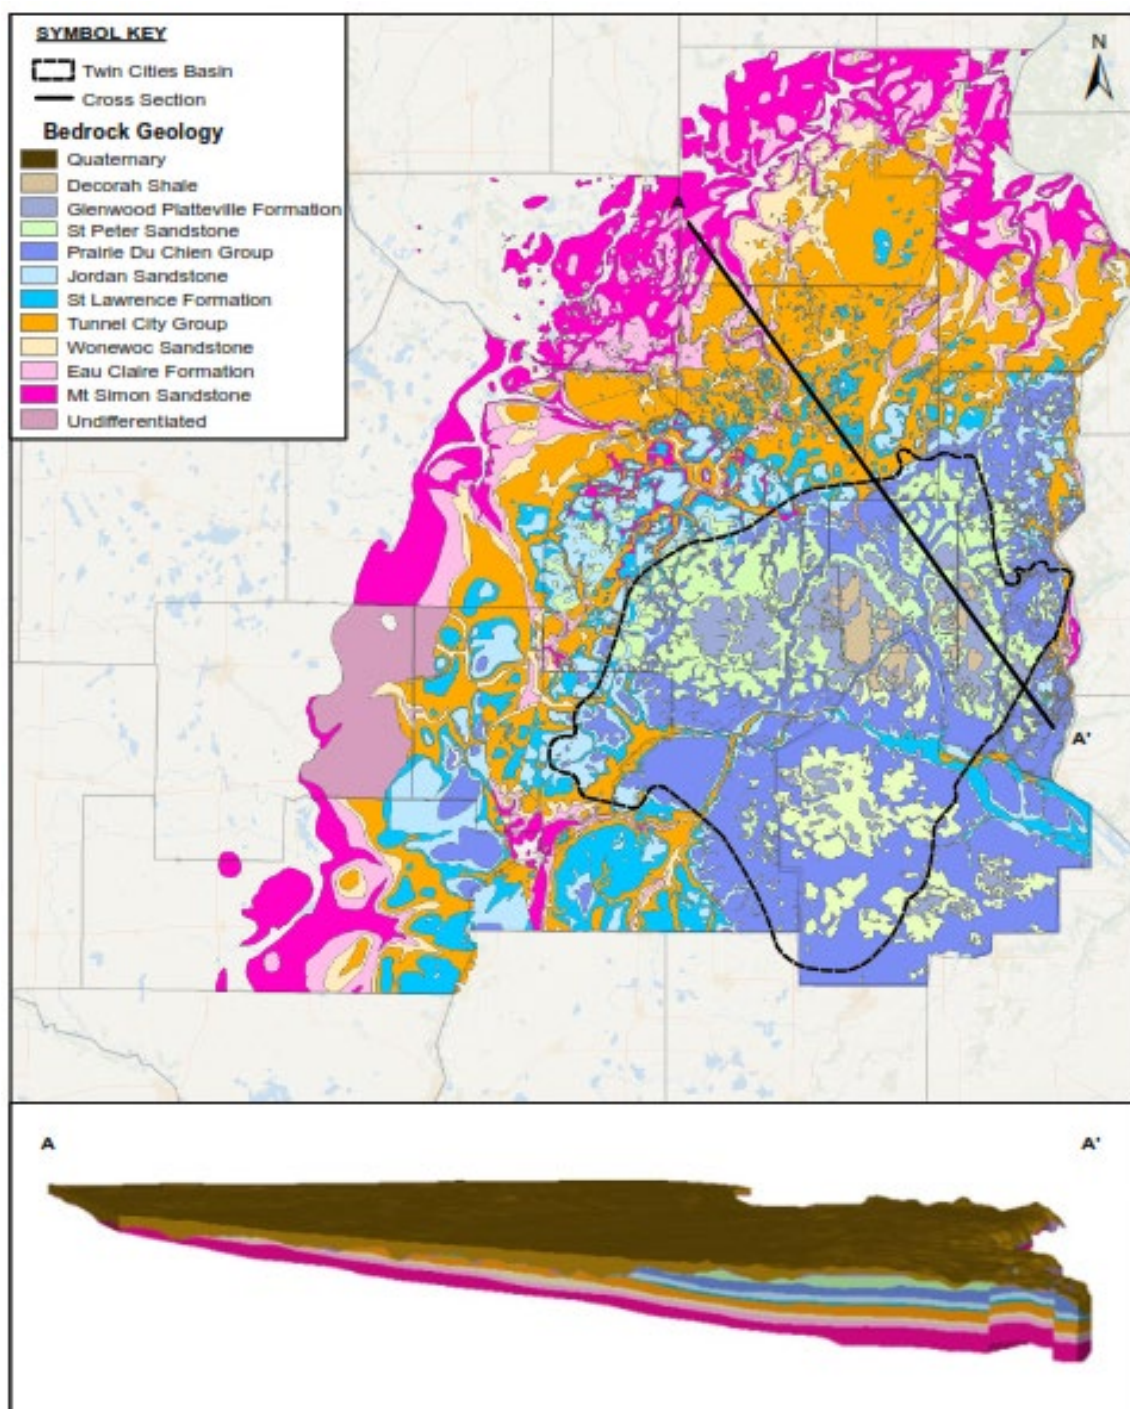 SYMBOL KEY
Twin Cities Basin
Cross Section
Bedrock Geology
Quaternary
Decorah Shale
Glenwood Platteville Formation
St Peter Sandstone
Prairie Du Chien Group
Jordan Sandstone
St Lawrence Formation
Tunnel City Group
Wonewoc Sandstone
Eau Claire Formation
Mt Simon Sandstone
Undifferentiated
N
A
A'
A
A'